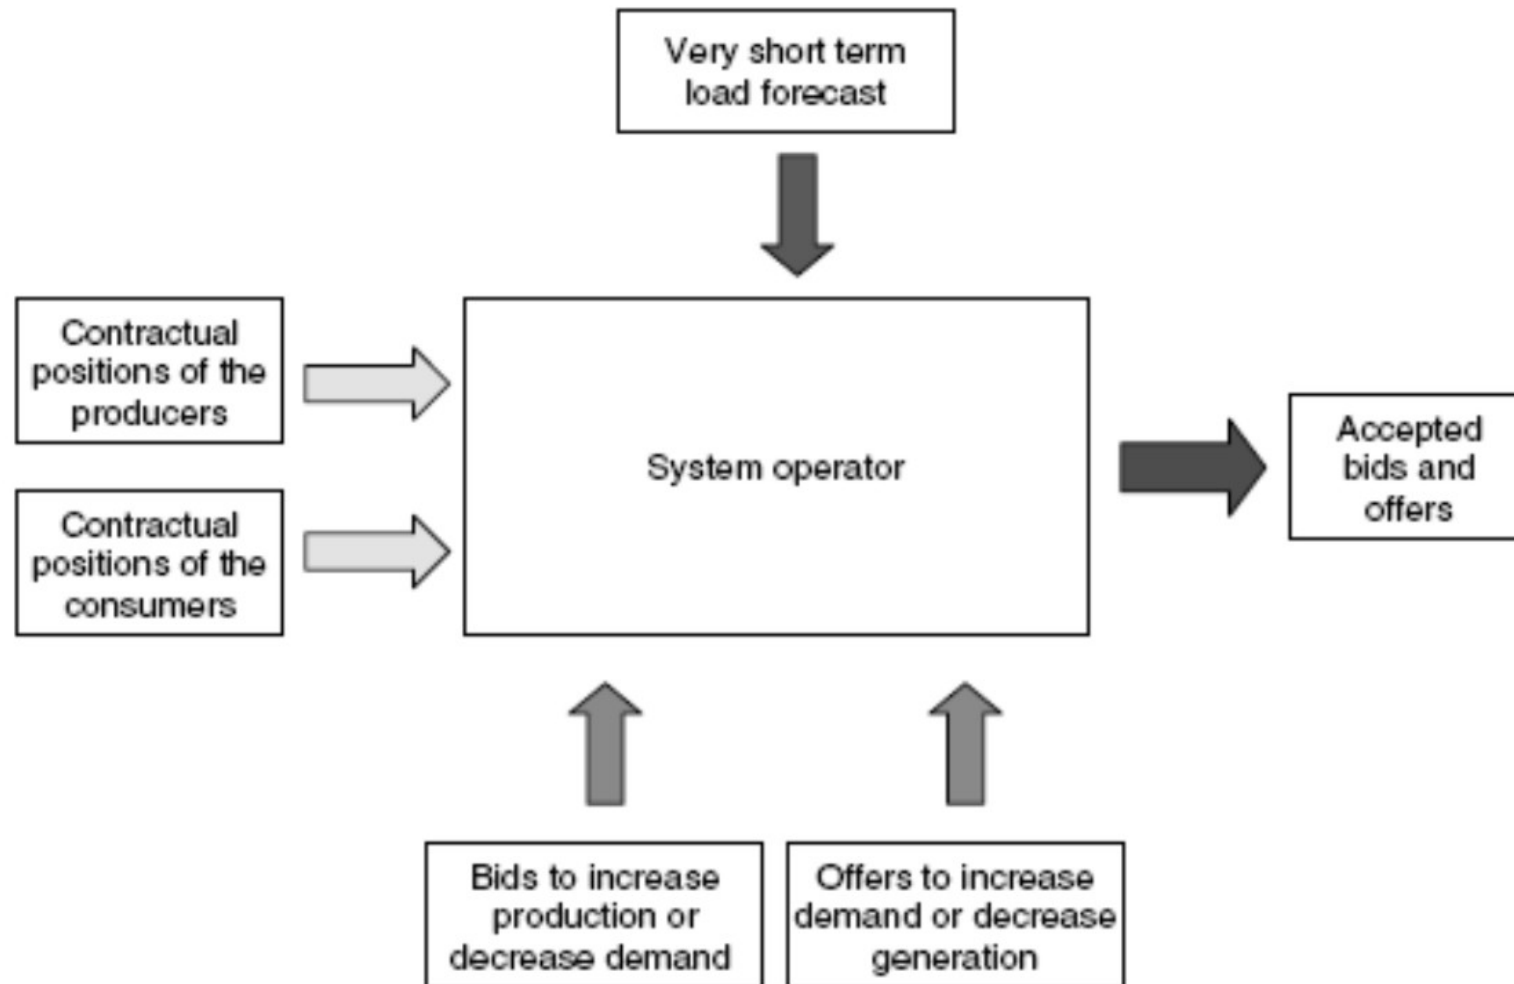 Very short term
load forecast
Contractual
positions of the
producers
Contractual
positions of the
consumers
System operator
Accepted
bids and
offers
Bids to increase
production or
decrease demand
Offers to increase
demand or decrease
generation